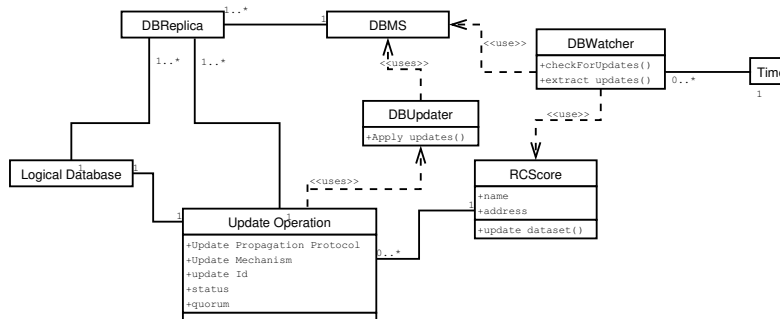 DBReplica
1..*
1
DBMS
<<use>>
DBWatcher
+checkForUpdates()
+extract updates()
0..*
Time
1
1..*
1..*
<<uses>>
<<use>>
DBUpdater
+Apply updates()
Logical Database
1
1
<<uses>>
RCScore
+name
+address
+update dataset()
1
1
1
Update Operation
+Update Propagation Protocol
+Update Mechanism
+update Id
+status
+quorum
0..*